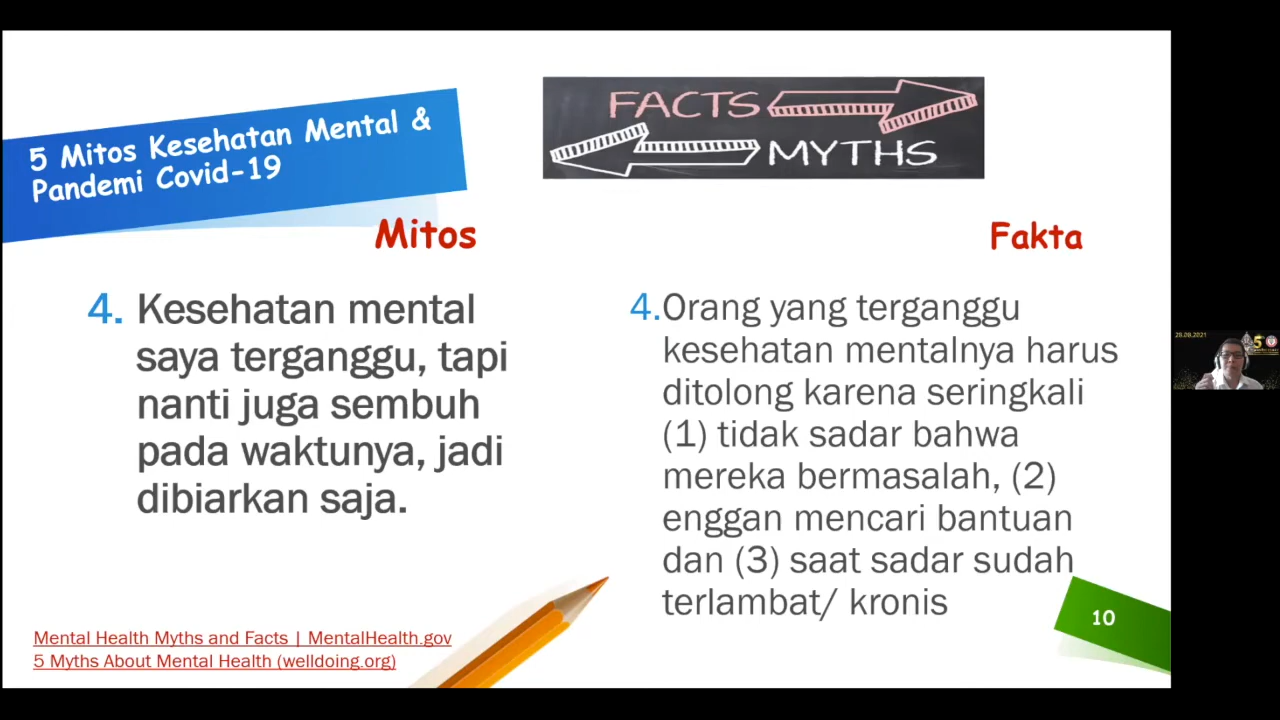 5 Mitos Kesehatan Mental &
Pandemi Covid-19
FACTS
MYTHS
Mitos
Fakta
4. Kesehatan mental
saya terganggu, tapi
nanti juga sembuh
pada waktunya, jadi
dibiarkan saja.
4.Orang yang terganggu
kesehatan mentalnya harus
ditolong karena seringkali
(1) tidak sadar bahwa
mereka bermasalah, (2)
enggan mencari bantuan
dan (3) saat sadar sudah
terlambat/ kronis
Mental Health Myths and Facts | MentalHealth.gov
5 Myths About Mental Health (welldoing.org)
10